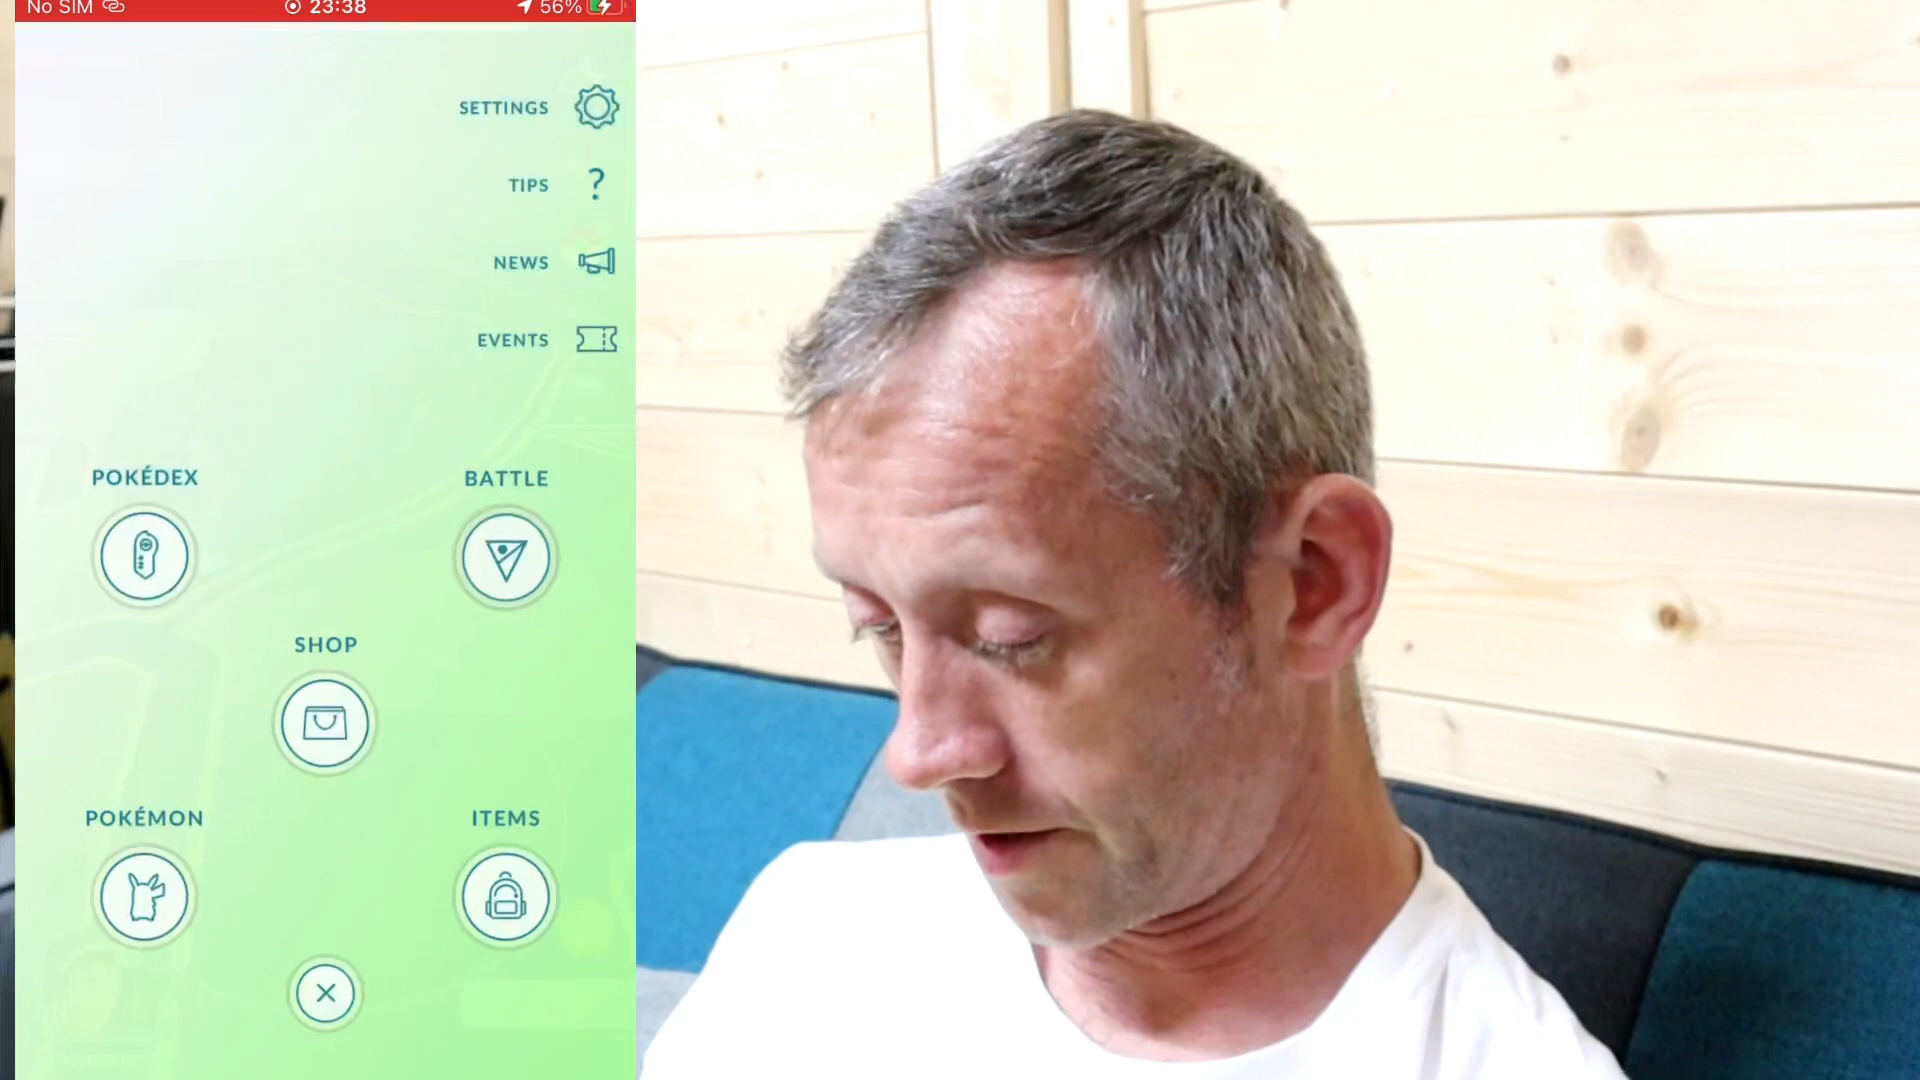 No SIM 23:38 56%
SETTINGS
TIPS ?
NEWS
EVENTS
POKÉDEX BATTLE
SHOP
POKÉMON ITEMS